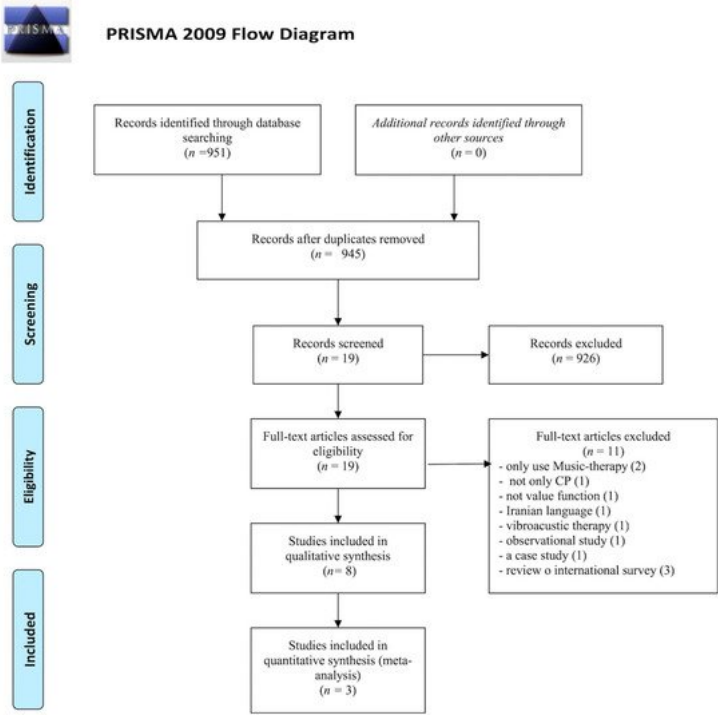 PRISMA
PRISMA 2009 Flow Diagram
Identification
Records identified through database
searching
(n =951)
Additional records identified through
other sources
(n = 0)
Records after duplicates removed
(n = 945)
Screening
Records screened
(n = 19)
Records excluded
(n = 926)
Eligibility
Full-text articles assessed for
eligibility
(n = 19)
Full-text articles excluded
(n = 11)
- only use Music-therapy (2)
- not only CP (1)
- not value function (1)
- Iranian language (1)
- vibroacustic therapy (1)
- observational study (1)
- a case study (1)
- review o international survey (3)
Studies included in
qualitative synthesis
(n= 8)
Included
Studies included in
quantitative synthesis (meta-
analysis)
(n = 3)